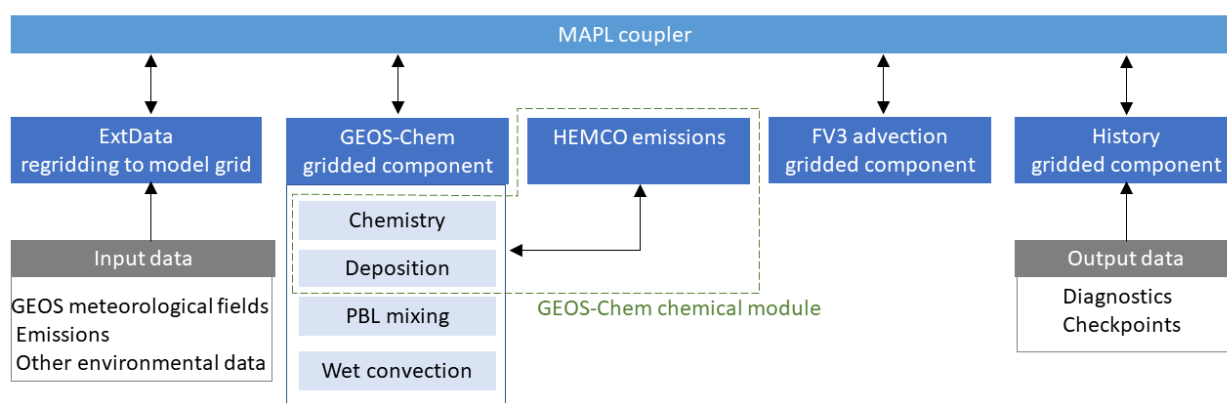 MAPL coupler
ExtData
regridding to model grid
GEOS-Chem
gridded component
HEMCO emissions
FV3 advection
gridded component
History
gridded component
Chemistry
Deposition
PBL mixing
Wet convection
GEOS-Chem chemical module
Input data
GEOS meteorological fields
Emissions
Other environmental data
Output data
Diagnostics
Checkpoints